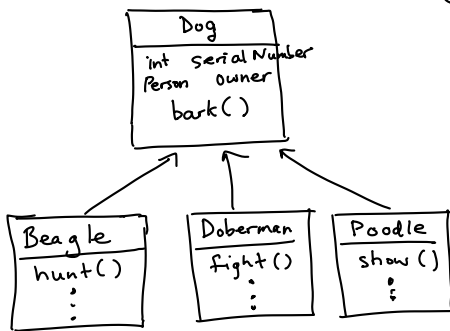 Dog
int serialNumber
Person owner
bark()
Beagle
hunt()
Doberman
fight()
Poodle
show()